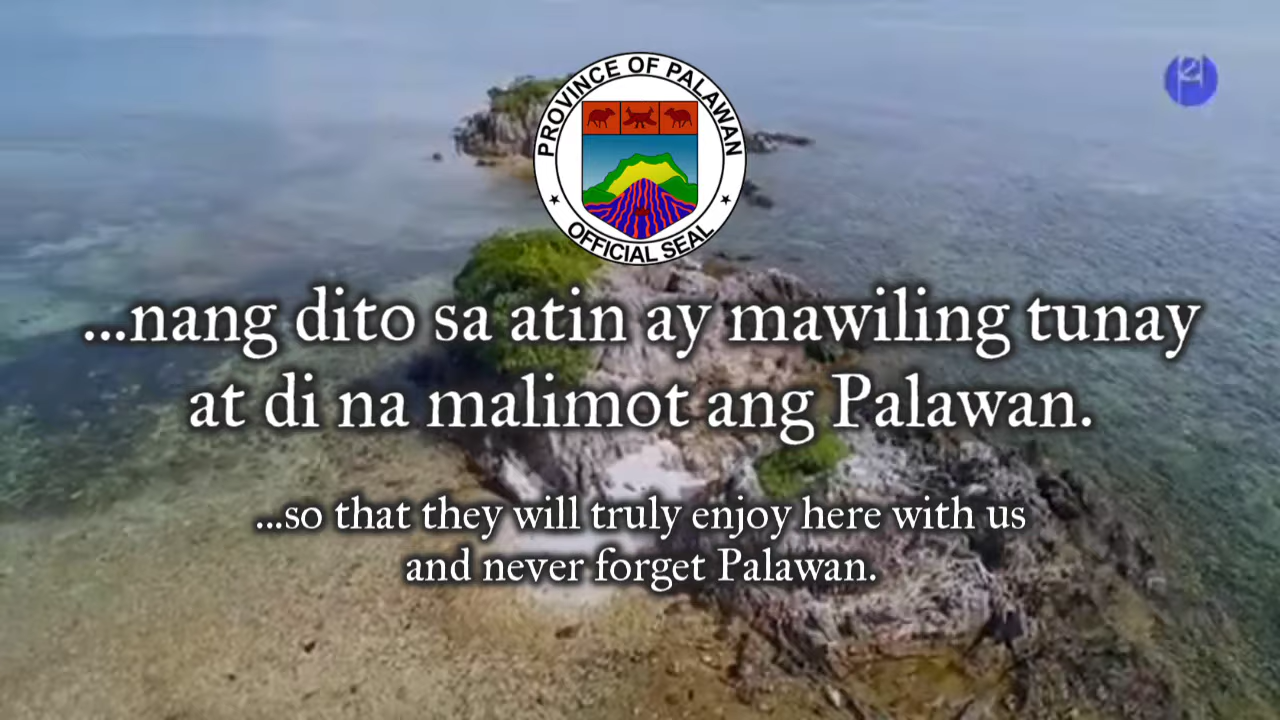 PROVINCE OF PALAWAN
OFFICIAL SEAL
...nang dito sa atin ay mawiling tunay
at di na malimot ang Palawan.
...so that they will truly enjoy here with us
and never forget Palawan.